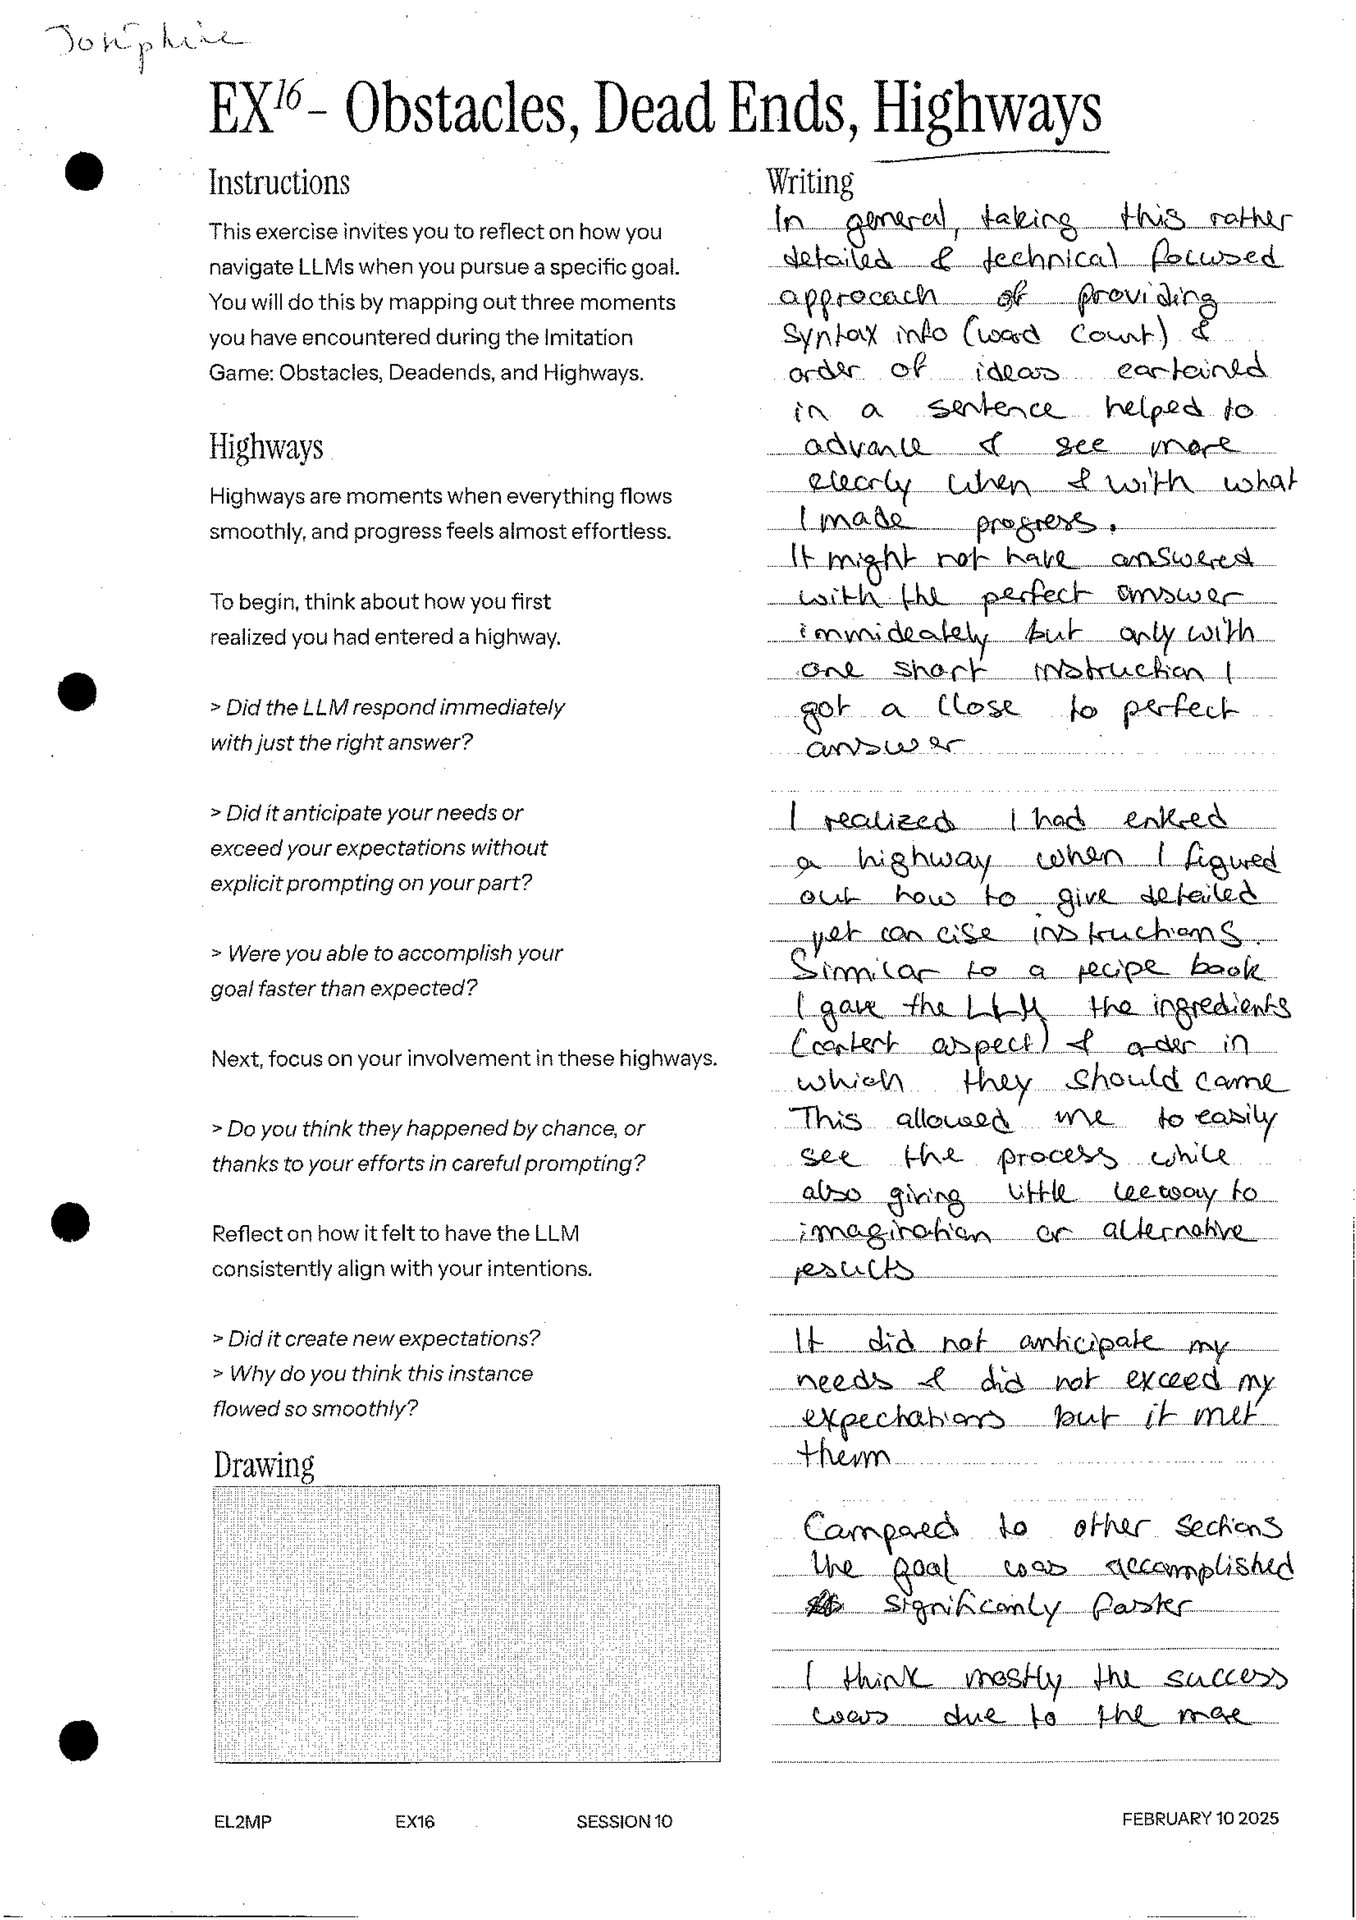 Joséphine
EX16 - Obstacles, Dead Ends, Highways
Instructions
This exercise invites you to reflect on how you
navigate LLMs when you pursue a specific goal.
You will do this by mapping out three moments
you have encountered during the Imitation
Game: Obstacles, Deadends, and Highways.
Highways
Highways are moments when everything flows
smoothly, and progress feels almost effortless.
To begin, think about how you first
realized you had entered a highway.
> Did the LLM respond immediately
with just the right answer?
> Did it anticipate your needs or
exceed your expectations without
explicit prompting on your part?
> Were you able to accomplish your
goal faster than expected?
Next, focus on your involvement in these highways.
> Do you think they happened by chance, or
thanks to your efforts in careful prompting?
Reflect on how it felt to have the LLM
consistently align with your intentions.
> Did it create new expectations?
> Why do you think this instance
flowed so smoothly?
Drawing
Writing
In general, taking this rather
detailed & technical focused
approcach of providing
syntax info (word count) &
order of ideas contained
in a sentence helped to
advance & see more
clearly when & with what
I made progress.
It might not have answered
with the perfect answer
immideately but only with
one short instruction I
got a close to perfect
answer
I realized I had entered
a highway when I figured
out how to give detailed
yet concise instructions.
Similar to a recipe book
I gave the LLM the ingredients
(content aspect) & order in
which they should come
This allowed me to easily
see the process while
also giving little leeway to
imagination or alternative
results
It did not anticipate my
needs & did not exceed my
expectations but it met
them
Compared to other sections
the goal was accomplished
significanly faster
I think mostly the success
was due to the more
EL2MP EX16 SESSION 10 FEBRUARY 10 2025